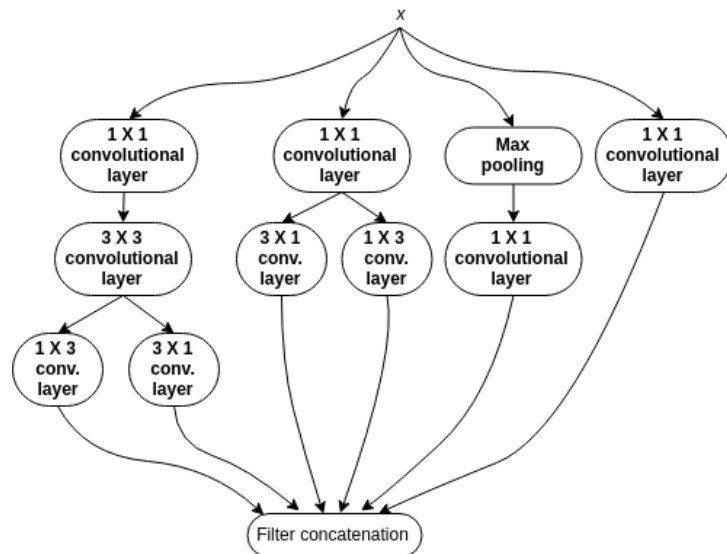 x
1 X 1
convolutional
layer
1 X 1
convolutional
layer
Max
pooling
1 X 1
convolutional
layer
3 X 3
convolutional
layer
3 X 1
conv.
layer
1 X 3
conv.
layer
1 X 1
convolutional
layer
1 X 3
conv.
layer
3 X 1
conv.
layer
Filter concatenation